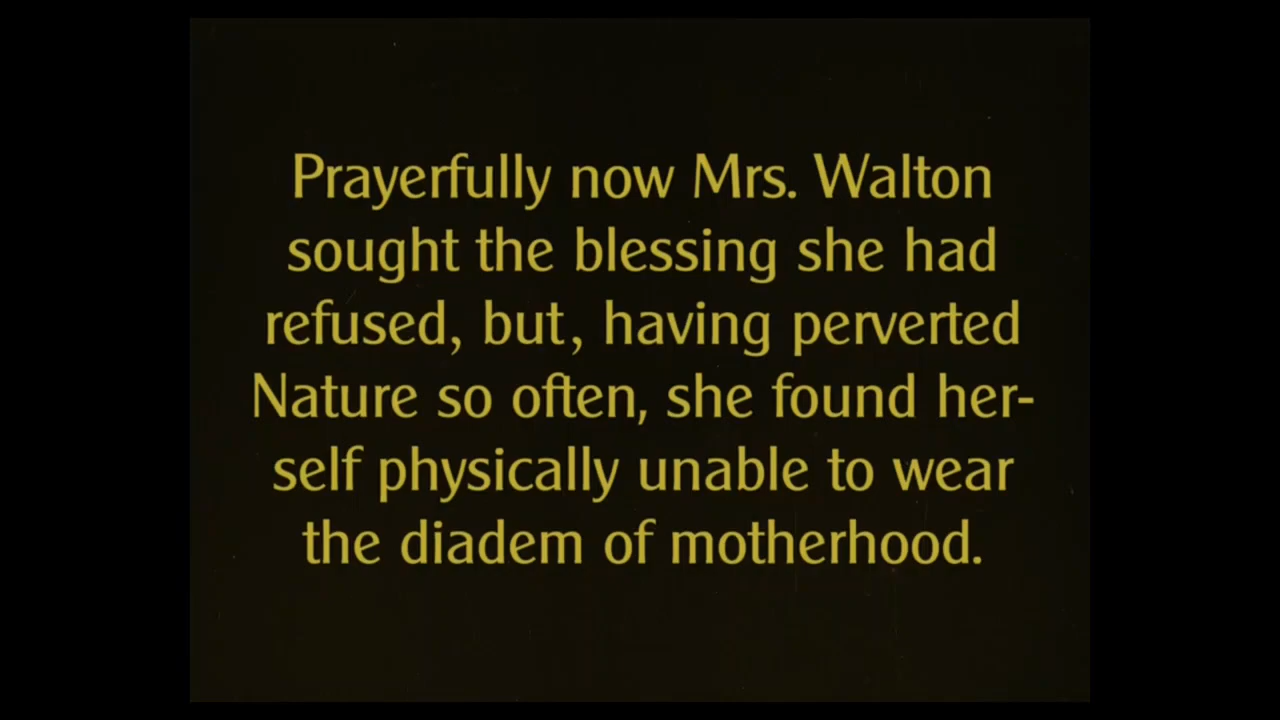 Prayerfully now Mrs. Walton
sought the blessing she had
refused, but, having perverted
Nature so often, she found her-
self physically unable to wear
the diadem of motherhood.